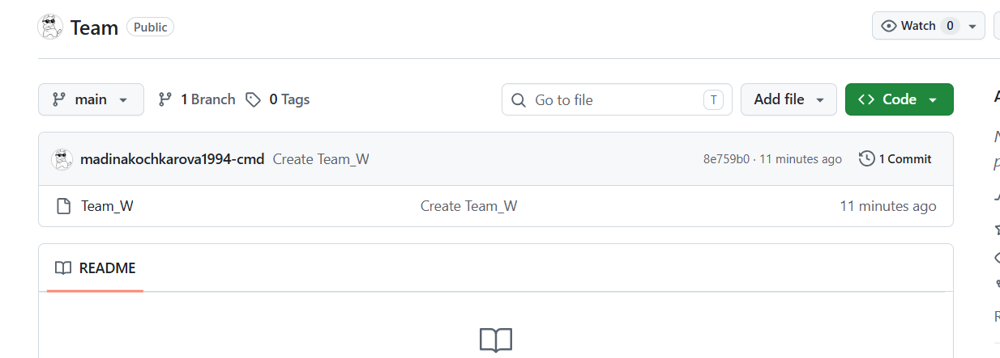 Team Public
Watch 0
main 1 Branch 0 Tags
Go to file T
Add file
Code
madinakochkarova1994-cmd Create Team_W
8e759b0 · 11 minutes ago 1 Commit
Team_W Create Team_W 11 minutes ago
README